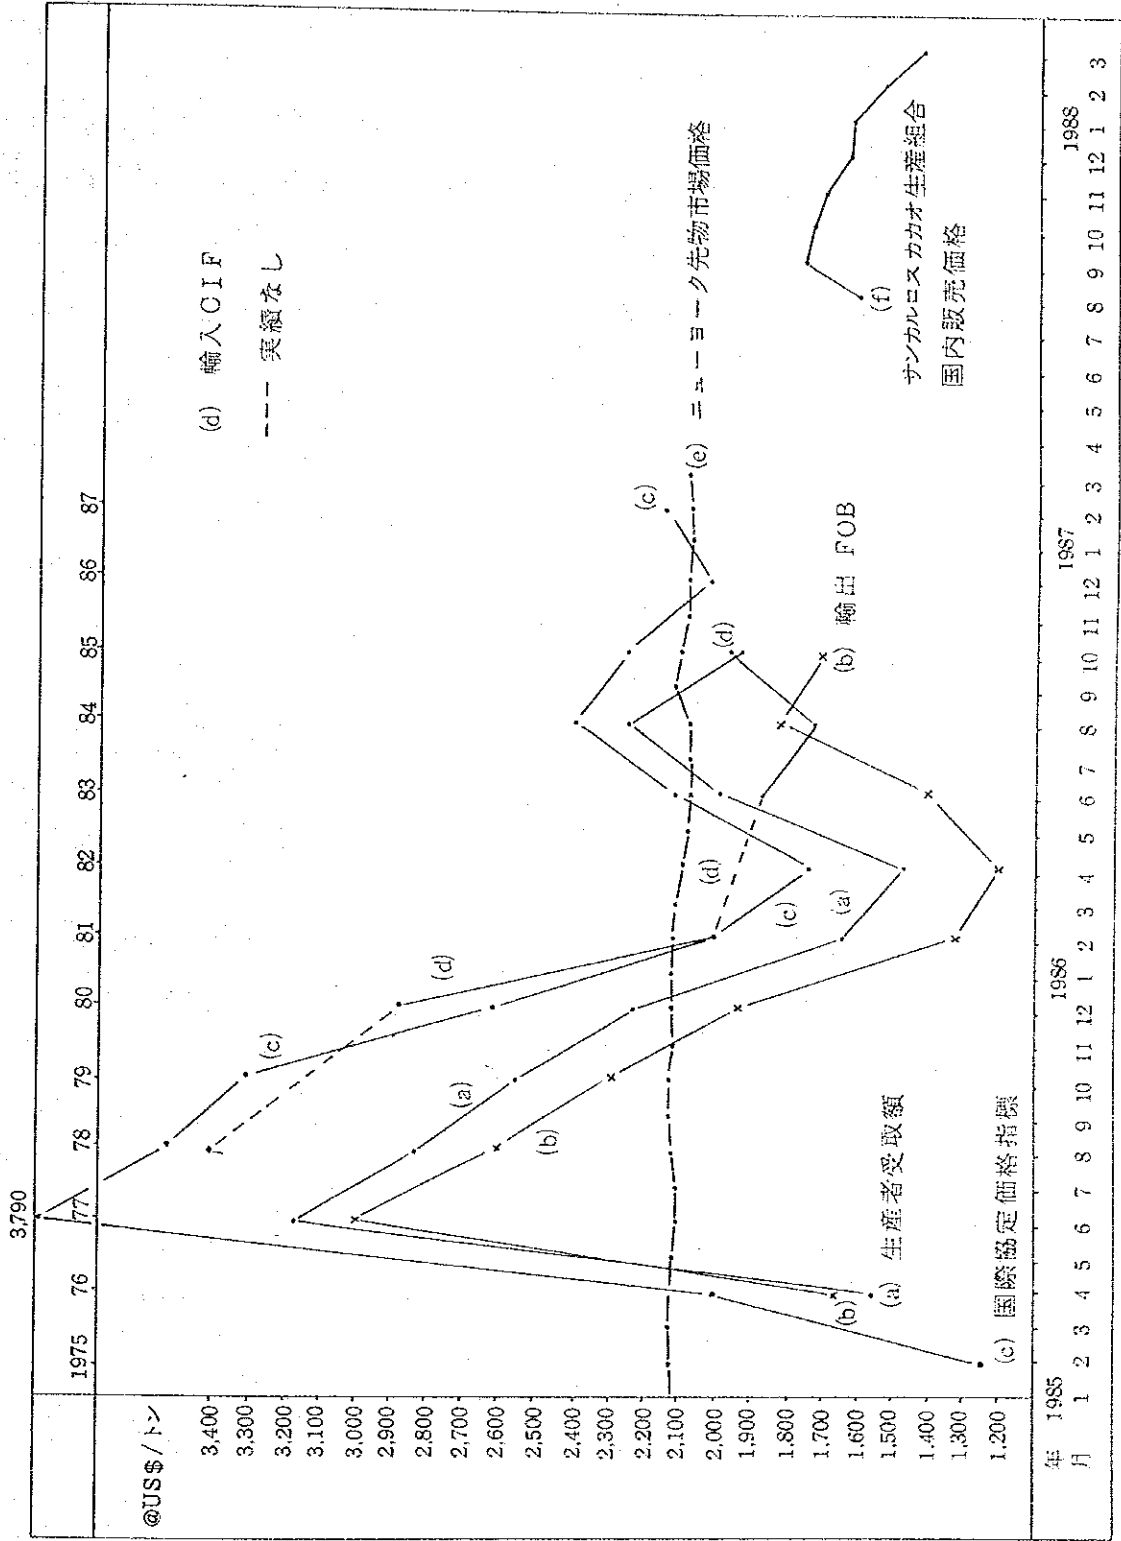 3,790
1975 76 77 78 79 80 81 82 83 84 85 86 87
@US$/トン
3,400
3,300
3,200
3,100
3,000
2,900
2,800
2,700
2,600
2,500
2,400
2,300
2,200
2,100
2,000
1,900
1,800
1,700
1,600
1,500
1,400
1,300
1,200
(d) 輸入CIF
--- 実績なし
(c)
(d)
(a)
(b)
(d)
(c)
(a)
(c)
(d)
(e) ニューヨーク先物市場価格
(b) 輸出 FOB
(f)
サンカルロスカカオ生産組合
国内販売価格
(b)
(a) 生産者受取額
(c) 国際協定価格指標
年 1985 1986 1987 1988
月 1 2 3 4 5 6 7 8 9 10 11 12 1 2 3 4 5 6 7 8 9 10 11 12 1 2 3 4 5 6 7 8 9 10 11 12 1 2 3